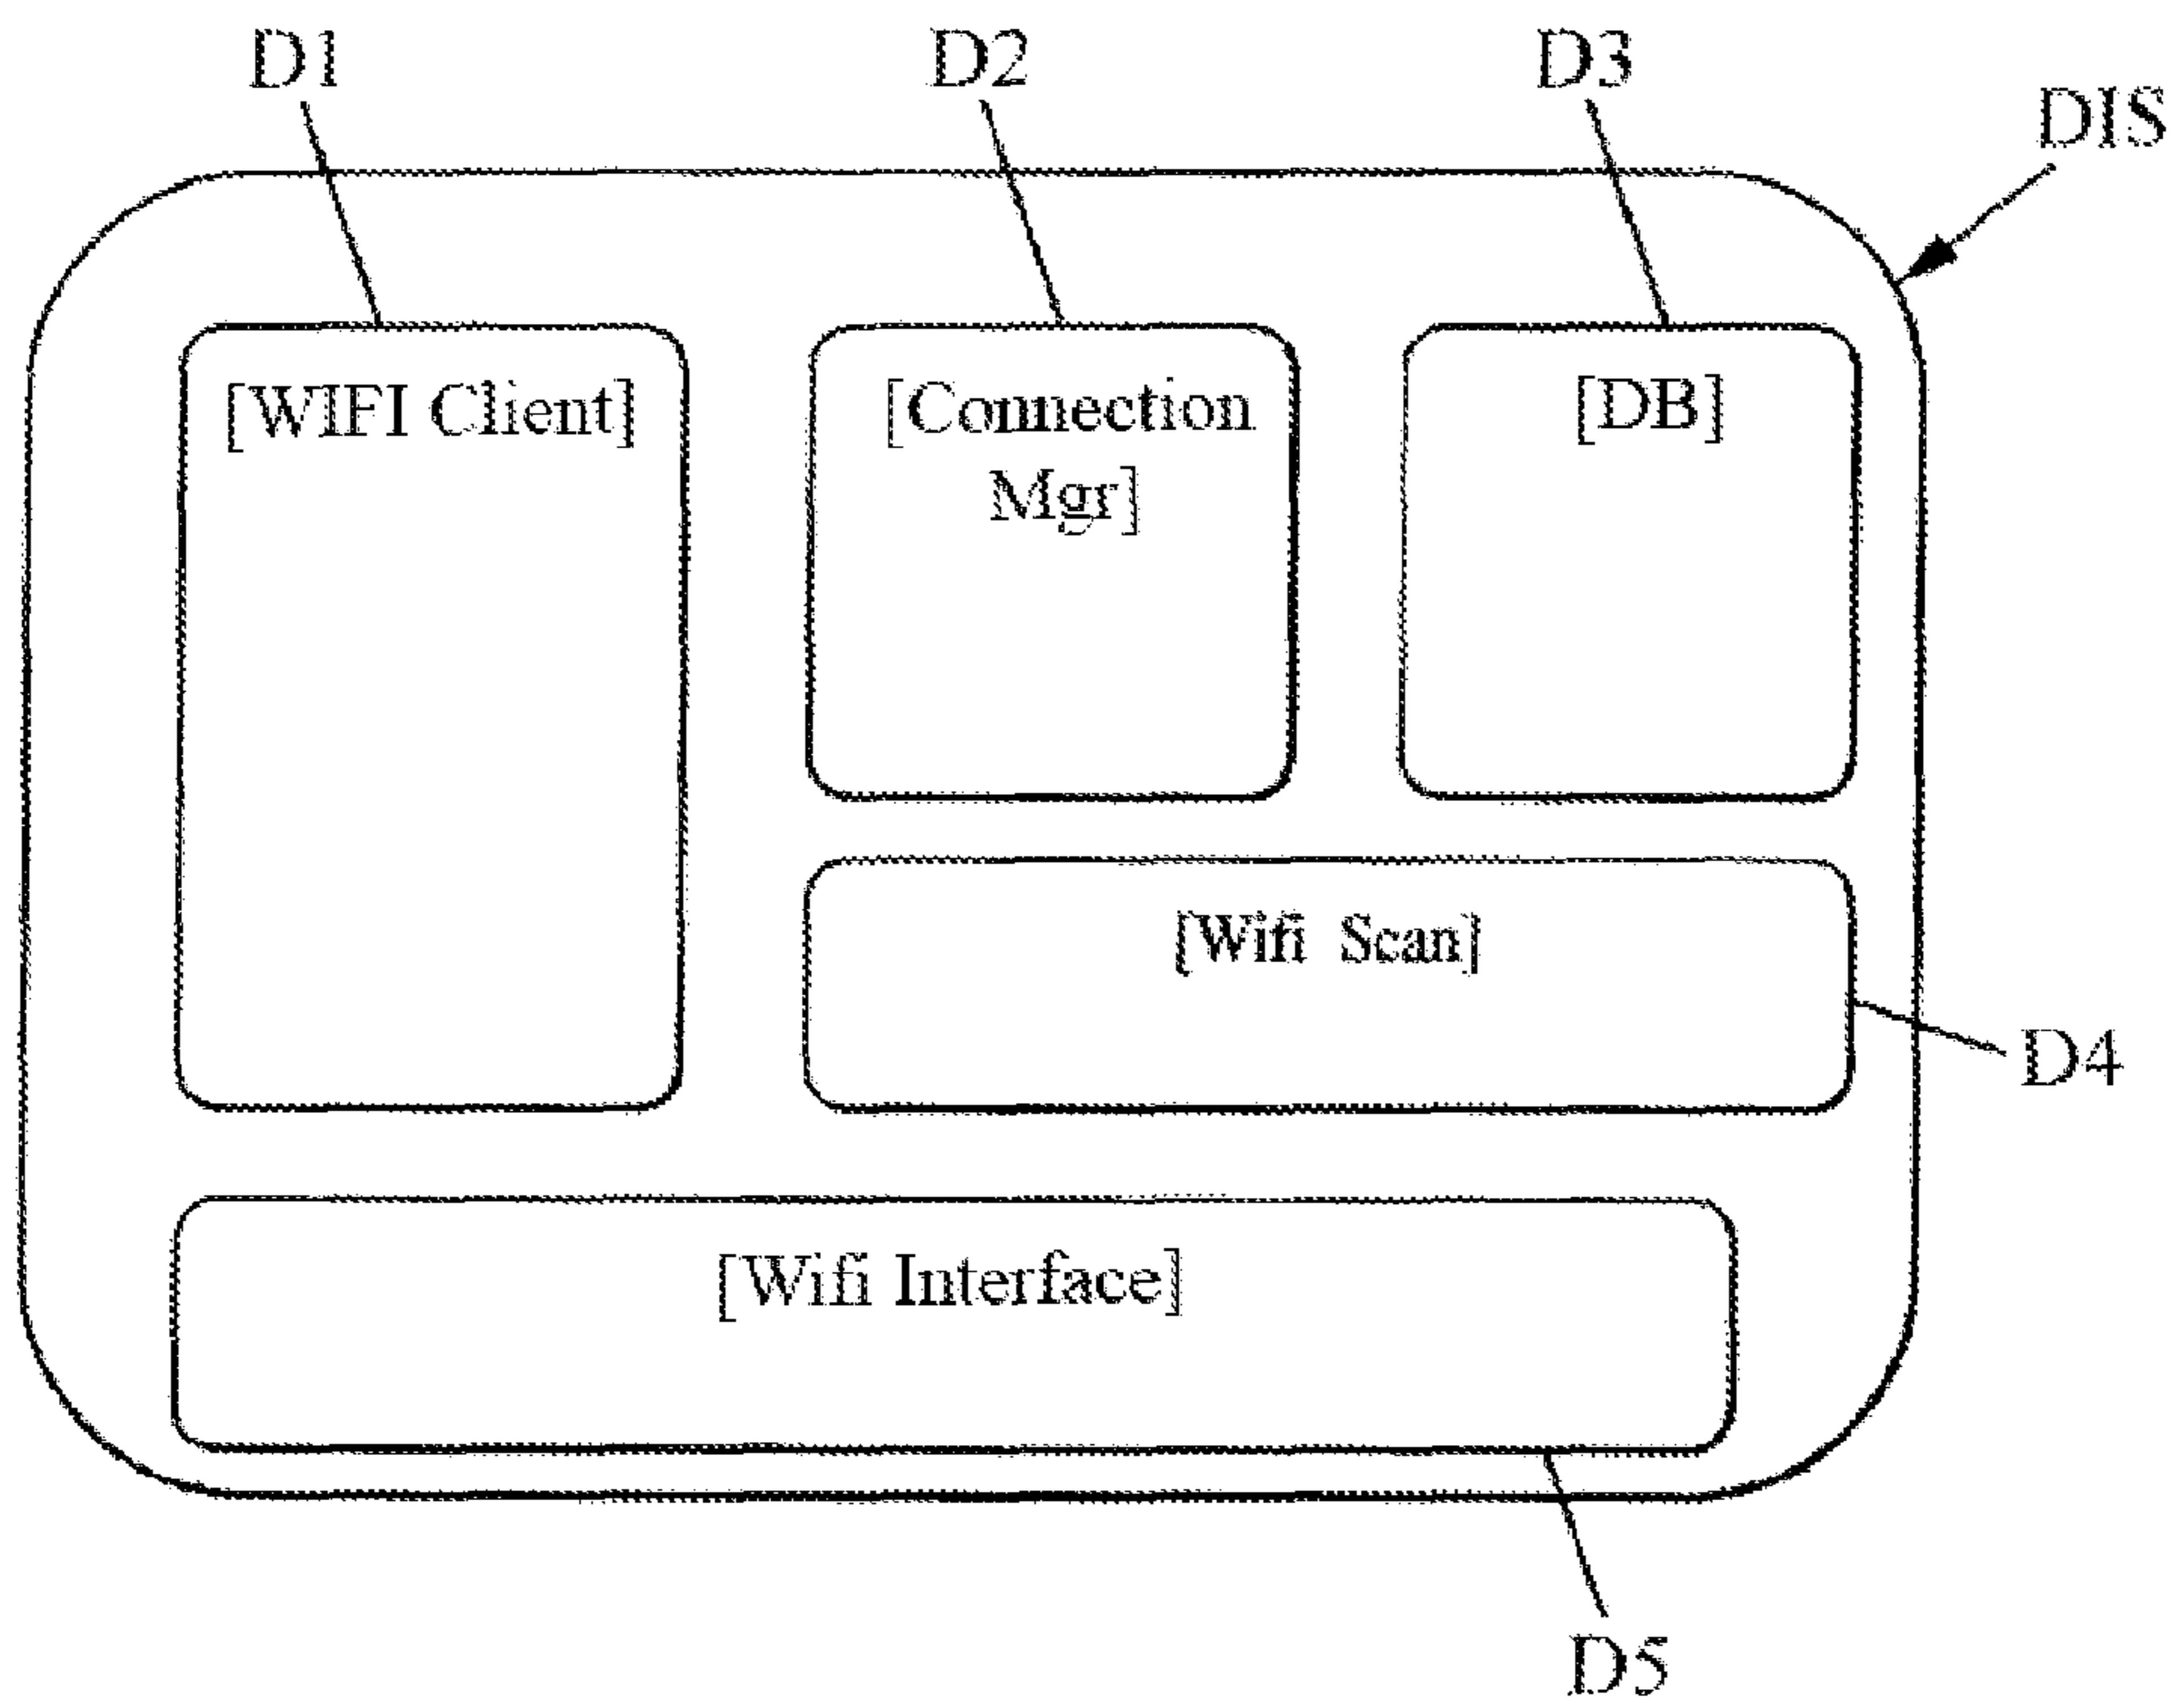 D1
D2
D3
DIS
[WIFI Client]
[Connection
Mgr]
[DB]
[Wifi Scan]
D4
[Wifi Interface]
D5